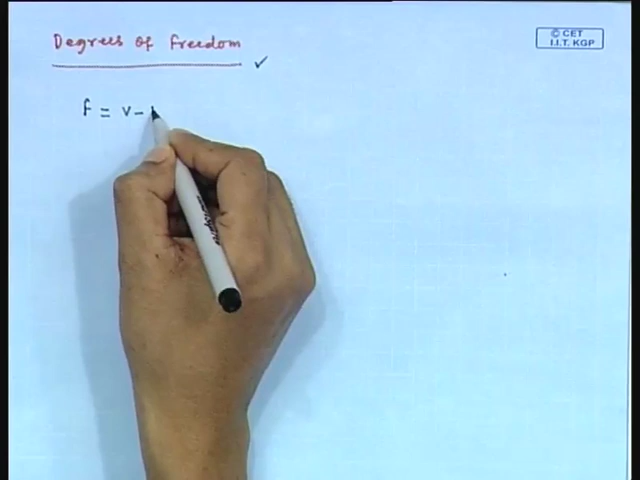 Degrees of freedom ✓
© CET
I.I.T. KGP
f = v -